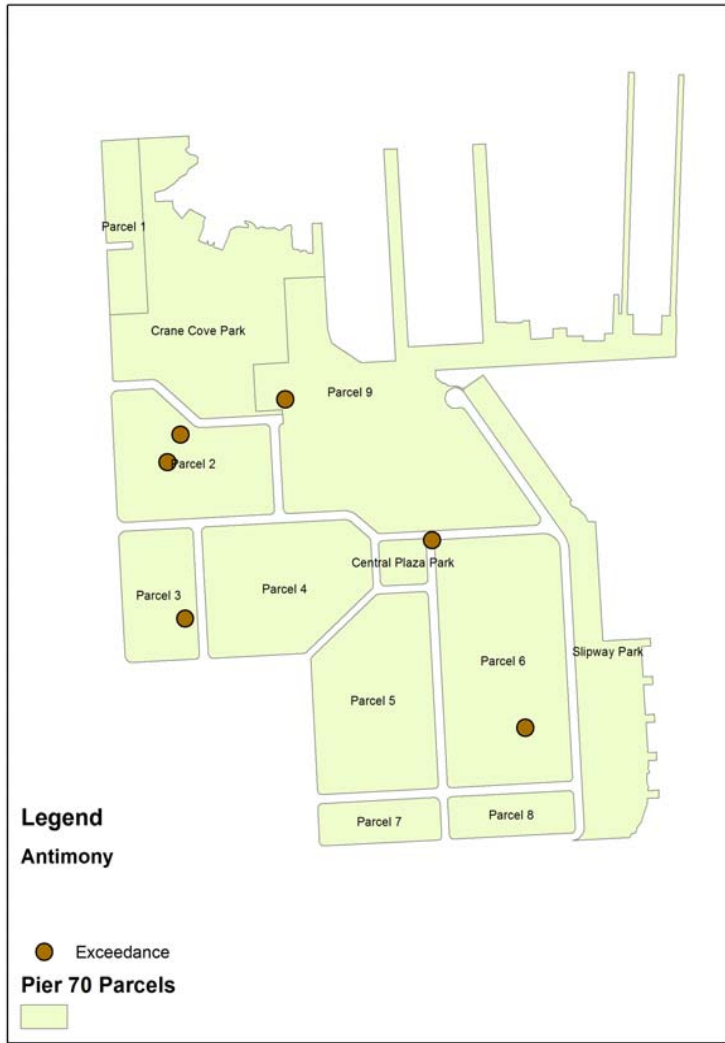 Parcel 1
Crane Cove Park
Parcel 9
Parcel 2
Central Plaza Park
Parcel 3
Parcel 4
Slipway Park
Parcel 6
Parcel 5
Parcel 7
Parcel 8
Legend
Antimony
Exceedance
Pier 70 Parcels